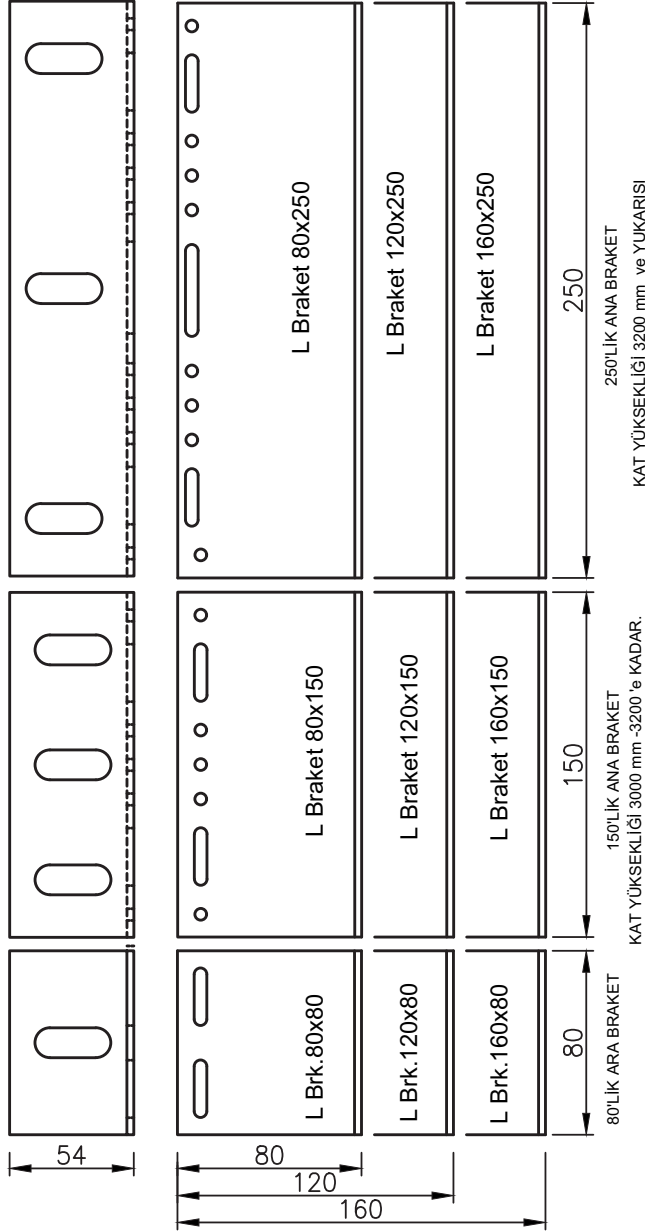 L Braket 80x250
L Braket 120x250
L Braket 160x250
250
250'LİK ANA BRAKET
KAT YÜKSEKLİĞİ 3200 mm ve YUKARISI
L Braket 80x150
L Braket 120x150
L Braket 160x150
150
150'LİK ANA BRAKET
KAT YÜKSEKLİĞİ 3000 mm -3200 'e KADAR.
L Brk.80x80
L Brk.120x80
L Brk.160x80
80
80'LİK ARA BRAKET
54
80
120
160